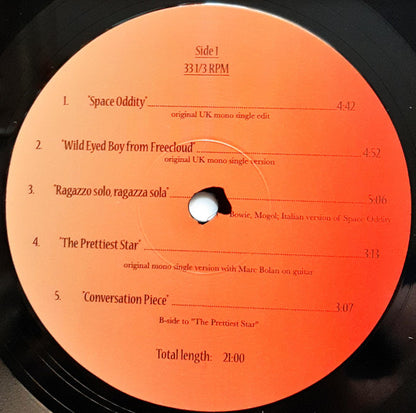 Side 1
33 1/3 RPM
1. "Space Oddity" 4:42
original UK mono single edit
2. "Wild Eyed Boy from Freecloud" 4:52
original UK mono single version
3. "Ragazzo solo, ragazza sola" 5:06
Bowie, Mogol; Italian version of Space Oddity
4. "The Prettiest Star" 3:13
original mono single version with Marc Bolan on guitar
5. "Conversation Piece" 3:07
B-side to "The Prettiest Star"
Total length: 21:00